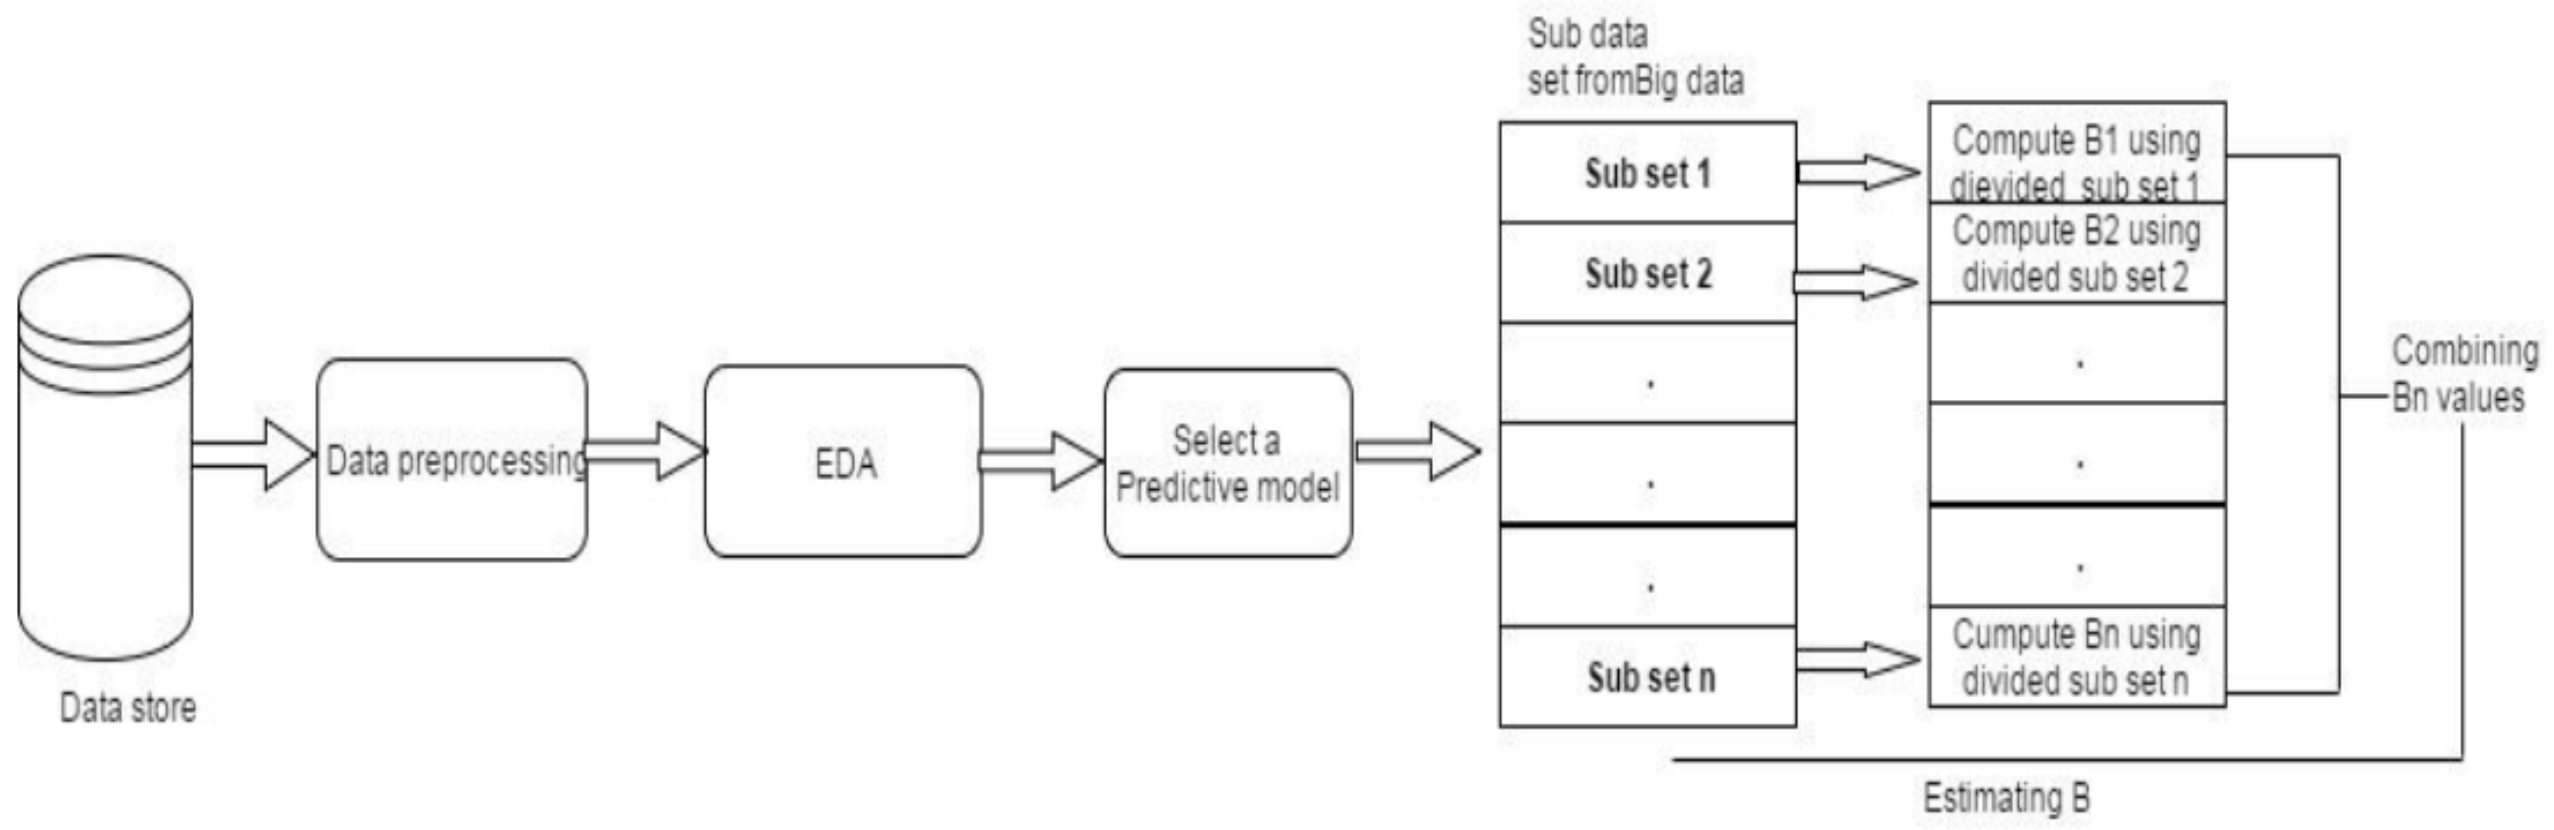 Data store
Data preprocessing
EDA
Select a
Predictive model
Sub data
set fromBig data
Sub set 1
Sub set 2
.
.
.
Sub set n
Compute B1 using
dievided sub set 1
Compute B2 using
divided sub set 2
.
.
.
Cumpute Bn using
divided sub set n
Combining
Bn values
Estimating B